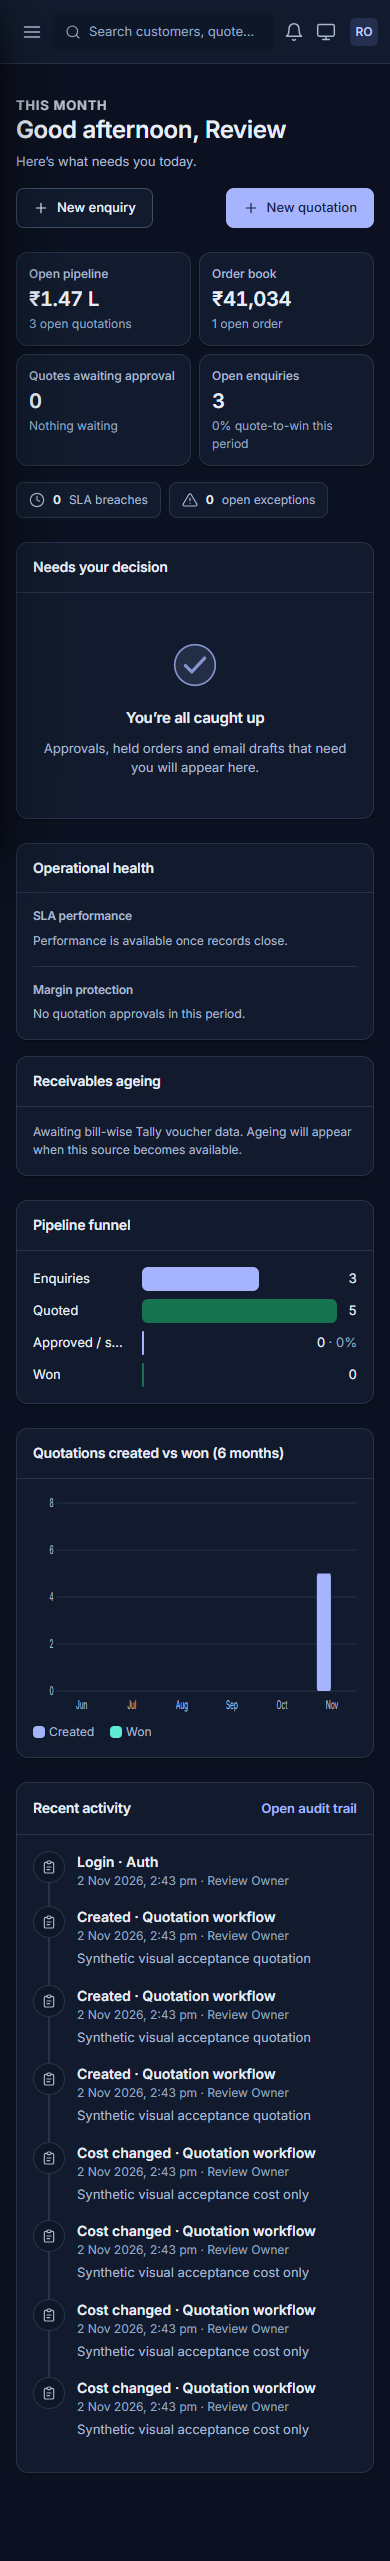 Search customers, quote...
RO
THIS MONTH
Good afternoon, Review
Here’s what needs you today.
New enquiry
New quotation
Open pipeline
₹1.47 L
3 open quotations
Order book
₹41,034
1 open order
Quotes awaiting approval
0
Nothing waiting
Open enquiries
3
0% quote-to-win this
period
0 SLA breaches
0 open exceptions
Needs your decision
You’re all caught up
Approvals, held orders and email drafts that need
you will appear here.
Operational health
SLA performance
Performance is available once records close.
Margin protection
No quotation approvals in this period.
Receivables ageing
Awaiting bill-wise Tally voucher data. Ageing will appear
when this source becomes available.
Pipeline funnel
Enquiries 3
Quoted 5
Approved / s... 0 · 0%
Won 0
Quotations created vs won (6 months)
8
6
4
2
0
Jun Jul Aug Sep Oct Nov
Created Won
Recent activity Open audit trail
Login · Auth
2 Nov 2026, 2:43 pm · Review Owner
Created · Quotation workflow
2 Nov 2026, 2:43 pm · Review Owner
Synthetic visual acceptance quotation
Created · Quotation workflow
2 Nov 2026, 2:43 pm · Review Owner
Synthetic visual acceptance quotation
Created · Quotation workflow
2 Nov 2026, 2:43 pm · Review Owner
Synthetic visual acceptance quotation
Cost changed · Quotation workflow
2 Nov 2026, 2:43 pm · Review Owner
Synthetic visual acceptance cost only
Cost changed · Quotation workflow
2 Nov 2026, 2:43 pm · Review Owner
Synthetic visual acceptance cost only
Cost changed · Quotation workflow
2 Nov 2026, 2:43 pm · Review Owner
Synthetic visual acceptance cost only
Cost changed · Quotation workflow
2 Nov 2026, 2:43 pm · Review Owner
Synthetic visual acceptance cost only